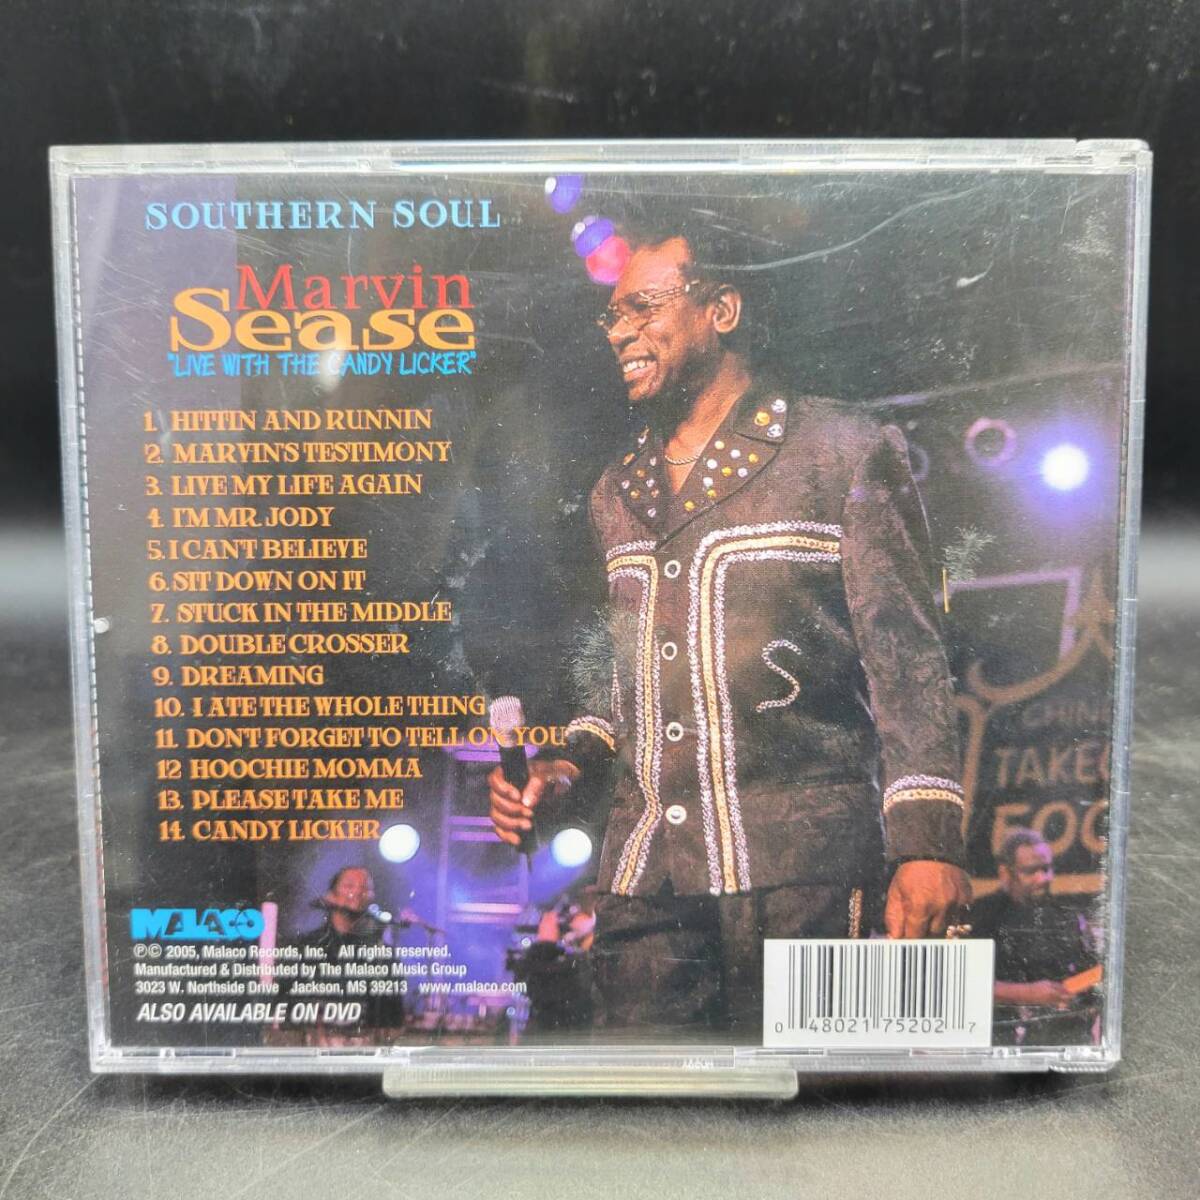 SOUTHERN SOUL
Marvin
Sease
"LIVE WITH THE CANDY LICKER"
1. HITTIN AND RUNNIN
2. MARVIN'S TESTIMONY
3. LIVE MY LIFE AGAIN
4. I'M MR. JODY
5. I CAN'T BELIEVE
6. SIT DOWN ON IT
7. STUCK IN THE MIDDLE
8. DOUBLE CROSSER
9. DREAMING
10. I ATE THE WHOLE THING
11. DON'T FORGET TO TELL ON YOU
12 HOOCHIE MOMMA
13. PLEASE TAKE ME
14. CANDY LICKER
S
CHINE
TAKEO
FOO
MALACO
℗© 2005, Malaco Records, Inc. All rights reserved.
Manufactured & Distributed by The Malaco Music Group
3023 W. Northside Drive Jackson, MS 39213 www.malaco.com
ALSO AVAILABLE ON DVD
0 48021 75202 7